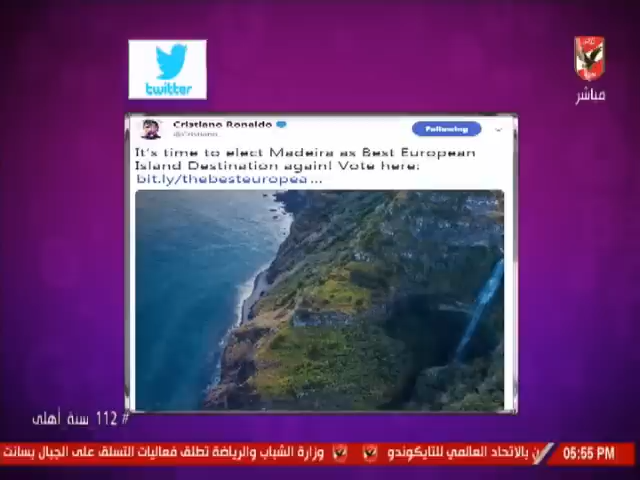 twitter
مباشر
Cristiano Ronaldo
@Cristiano
Following
It's time to elect Madeira as Best European
Island Destination again! Vote here:
bit.ly/thebesteuropea...
# 112 سنة أهلى
05:55 PM
ن بالاتحاد العالمي للتايكوندو
وزارة الشباب والرياضة تطلق فعاليات التسلق على الجبال بسانت